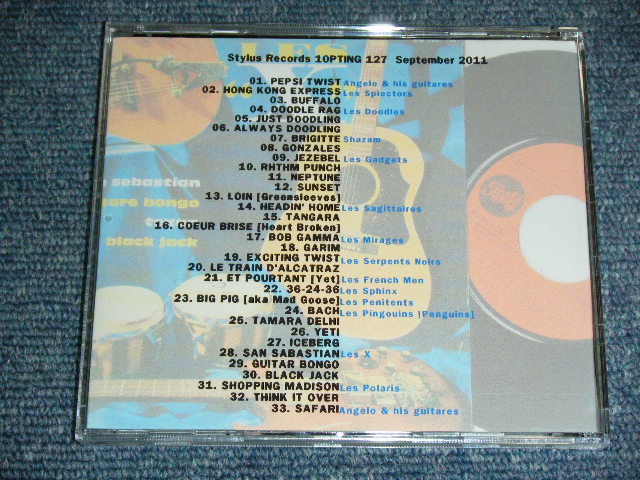 LES
Stylus Records 10PTING 127 September 2011
01. PEPSI TWIST Angelo & his guitares
02. HONG KONG EXPRESS Les Splectors
03. BUFFALO
04. DOODLE RAG Les Doodles
05. JUST DOODLING
06. ALWAYS DOODLING
07. BRIGITTE Shazam
08. GONZALES
09. JEZEBEL Les Gadgets
10. RHTHM PUNCH
11. NEPTUNE
12. SUNSET
13. LOIN [Greensleeves]
14. HEADIN' HOME Les Sagittaires
15. TANGARA
16. COEUR BRISE [Heart Broken]
17. BOB GAMMA Les Mirages
18. GARIM
19. EXCITING TWIST Les Serpents Noirs
20. LE TRAIN D'ALCATRAZ
21. ET POURTANT [Yet] Les French Men
22. 36-24-36 Les Sphinx
23. BIG PIG [aka Mad Goose] Les Penitents
24. BACH Les Pingouins [Penguins]
25. TAMARA DELHI
26. YETI
27. ICEBERG
28. SAN SABASTIAN Les X
29. GUITAR BONGO
30. BLACK JACK
31. SHOPPING MADISON Les Polaris
32. THINK IT OVER
33. SAFARI Angelo & his guitares
sebastian
bongo
black jack